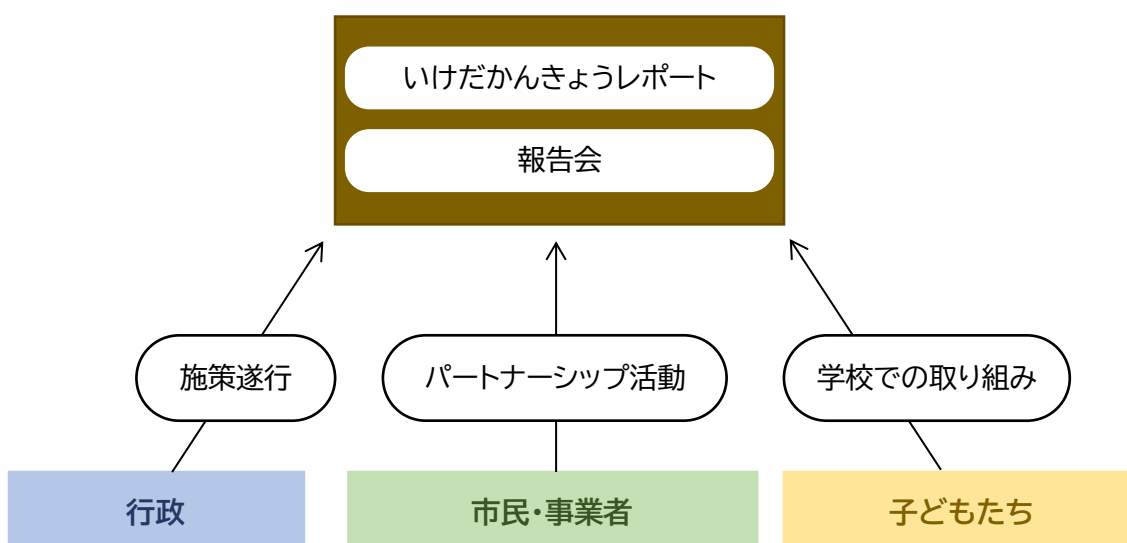 いけだかんきょうレポート
報告会
施策遂行
パートナーシップ活動
学校での取り組み
行政
市民・事業者
子どもたち